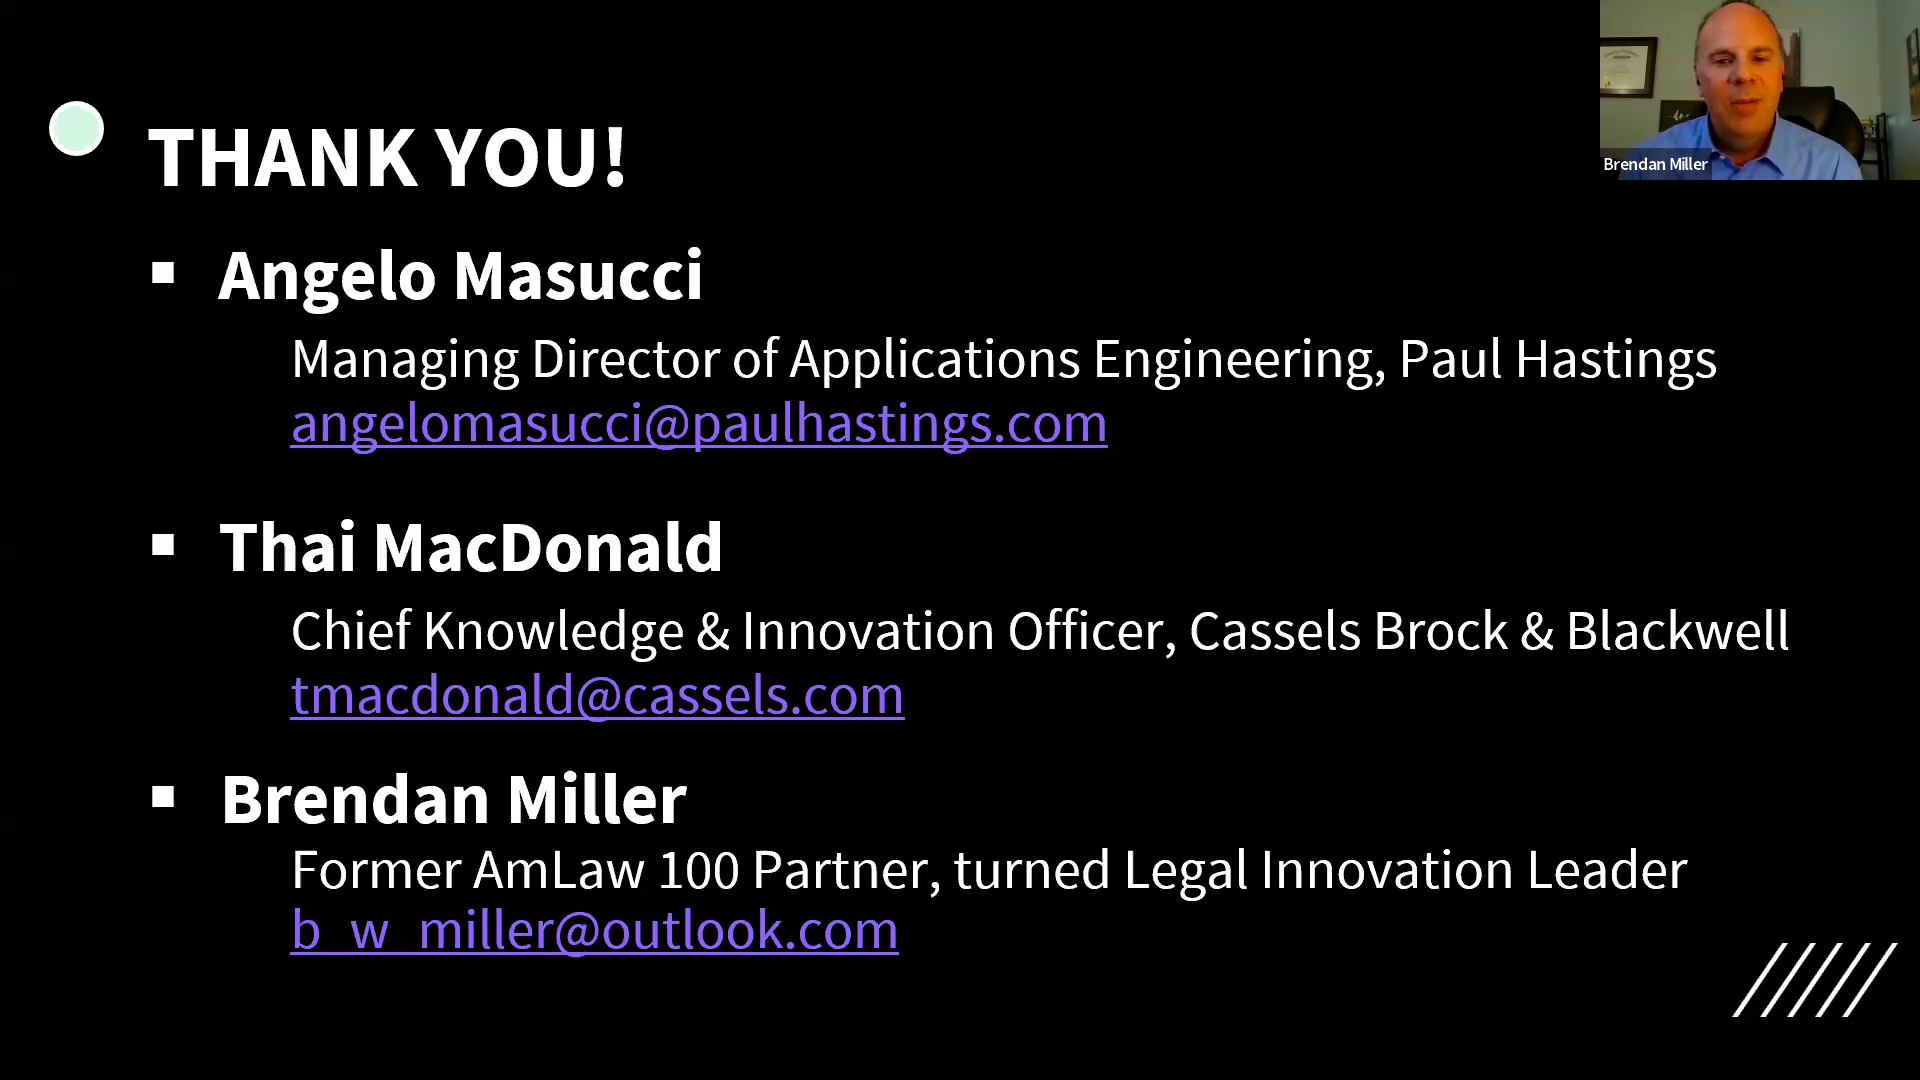 THANK YOU!
Brendan Miller
▪ Angelo Masucci
Managing Director of Applications Engineering, Paul Hastings
angelomasucci@paulhastings.com
▪ Thai MacDonald
Chief Knowledge & Innovation Officer, Cassels Brock & Blackwell
tmacdonald@cassels.com
▪ Brendan Miller
Former AmLaw 100 Partner, turned Legal Innovation Leader
b_w_miller@outlook.com